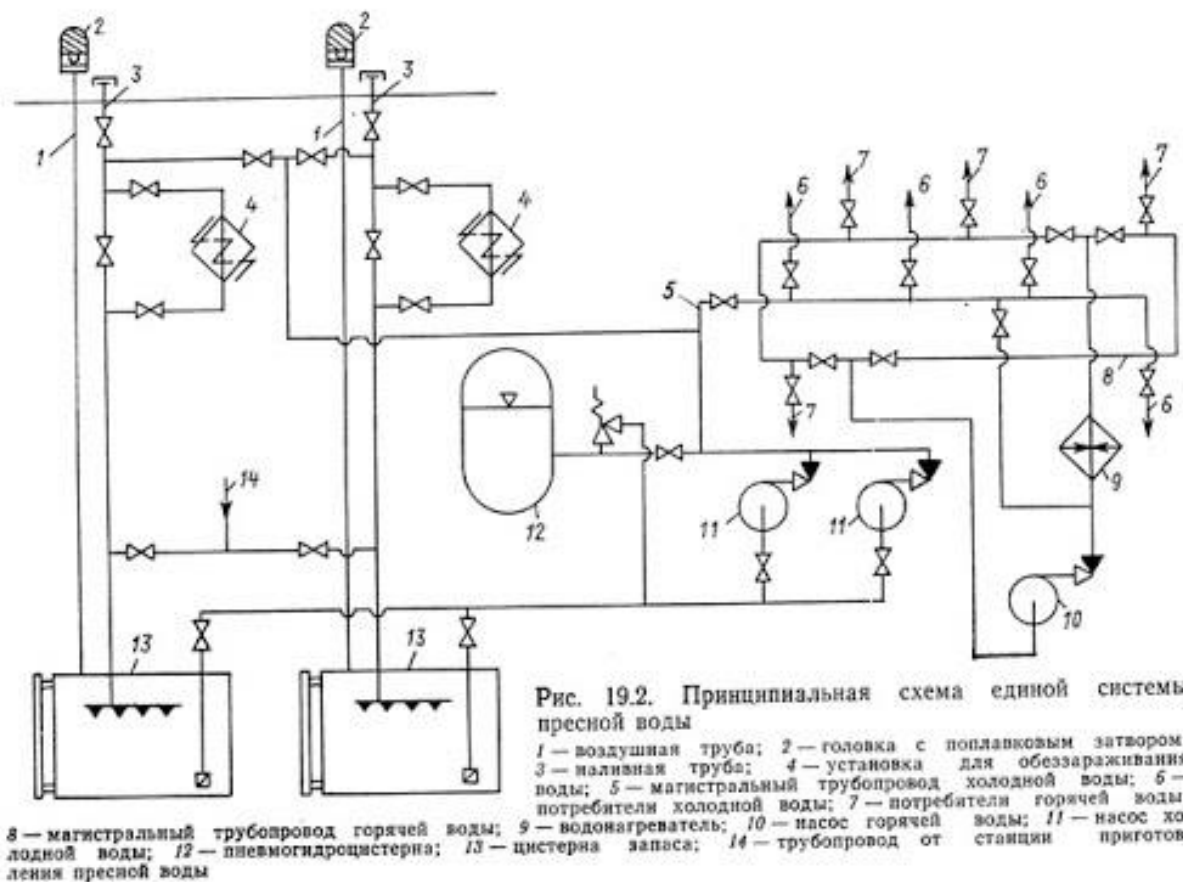 2
2
3
3
1
1
4
4
7
7
6
6
6
5
8
7
6
9
12
11
11
14
10
13
13
Рис. 19.2. Принципиальная схема единой системы
пресной воды
1 — воздушная труба; 2 — головка с поплавковым затвором
3 — наливная труба; 4 — установка для обеззараживания
воды; 5 — магистральный трубопровод холодной воды; 6 —
потребители холодной воды; 7 — потребители горячей воды
8 — магистральный трубопровод горячей воды; 9 — водонагреватель; 10 — насос горячей воды; 11 — насос хо
лодной воды; 12 — пневмогидроцистерна; 13 — цистерна запаса; 14 — трубопровод от станции приготов
ления пресной воды